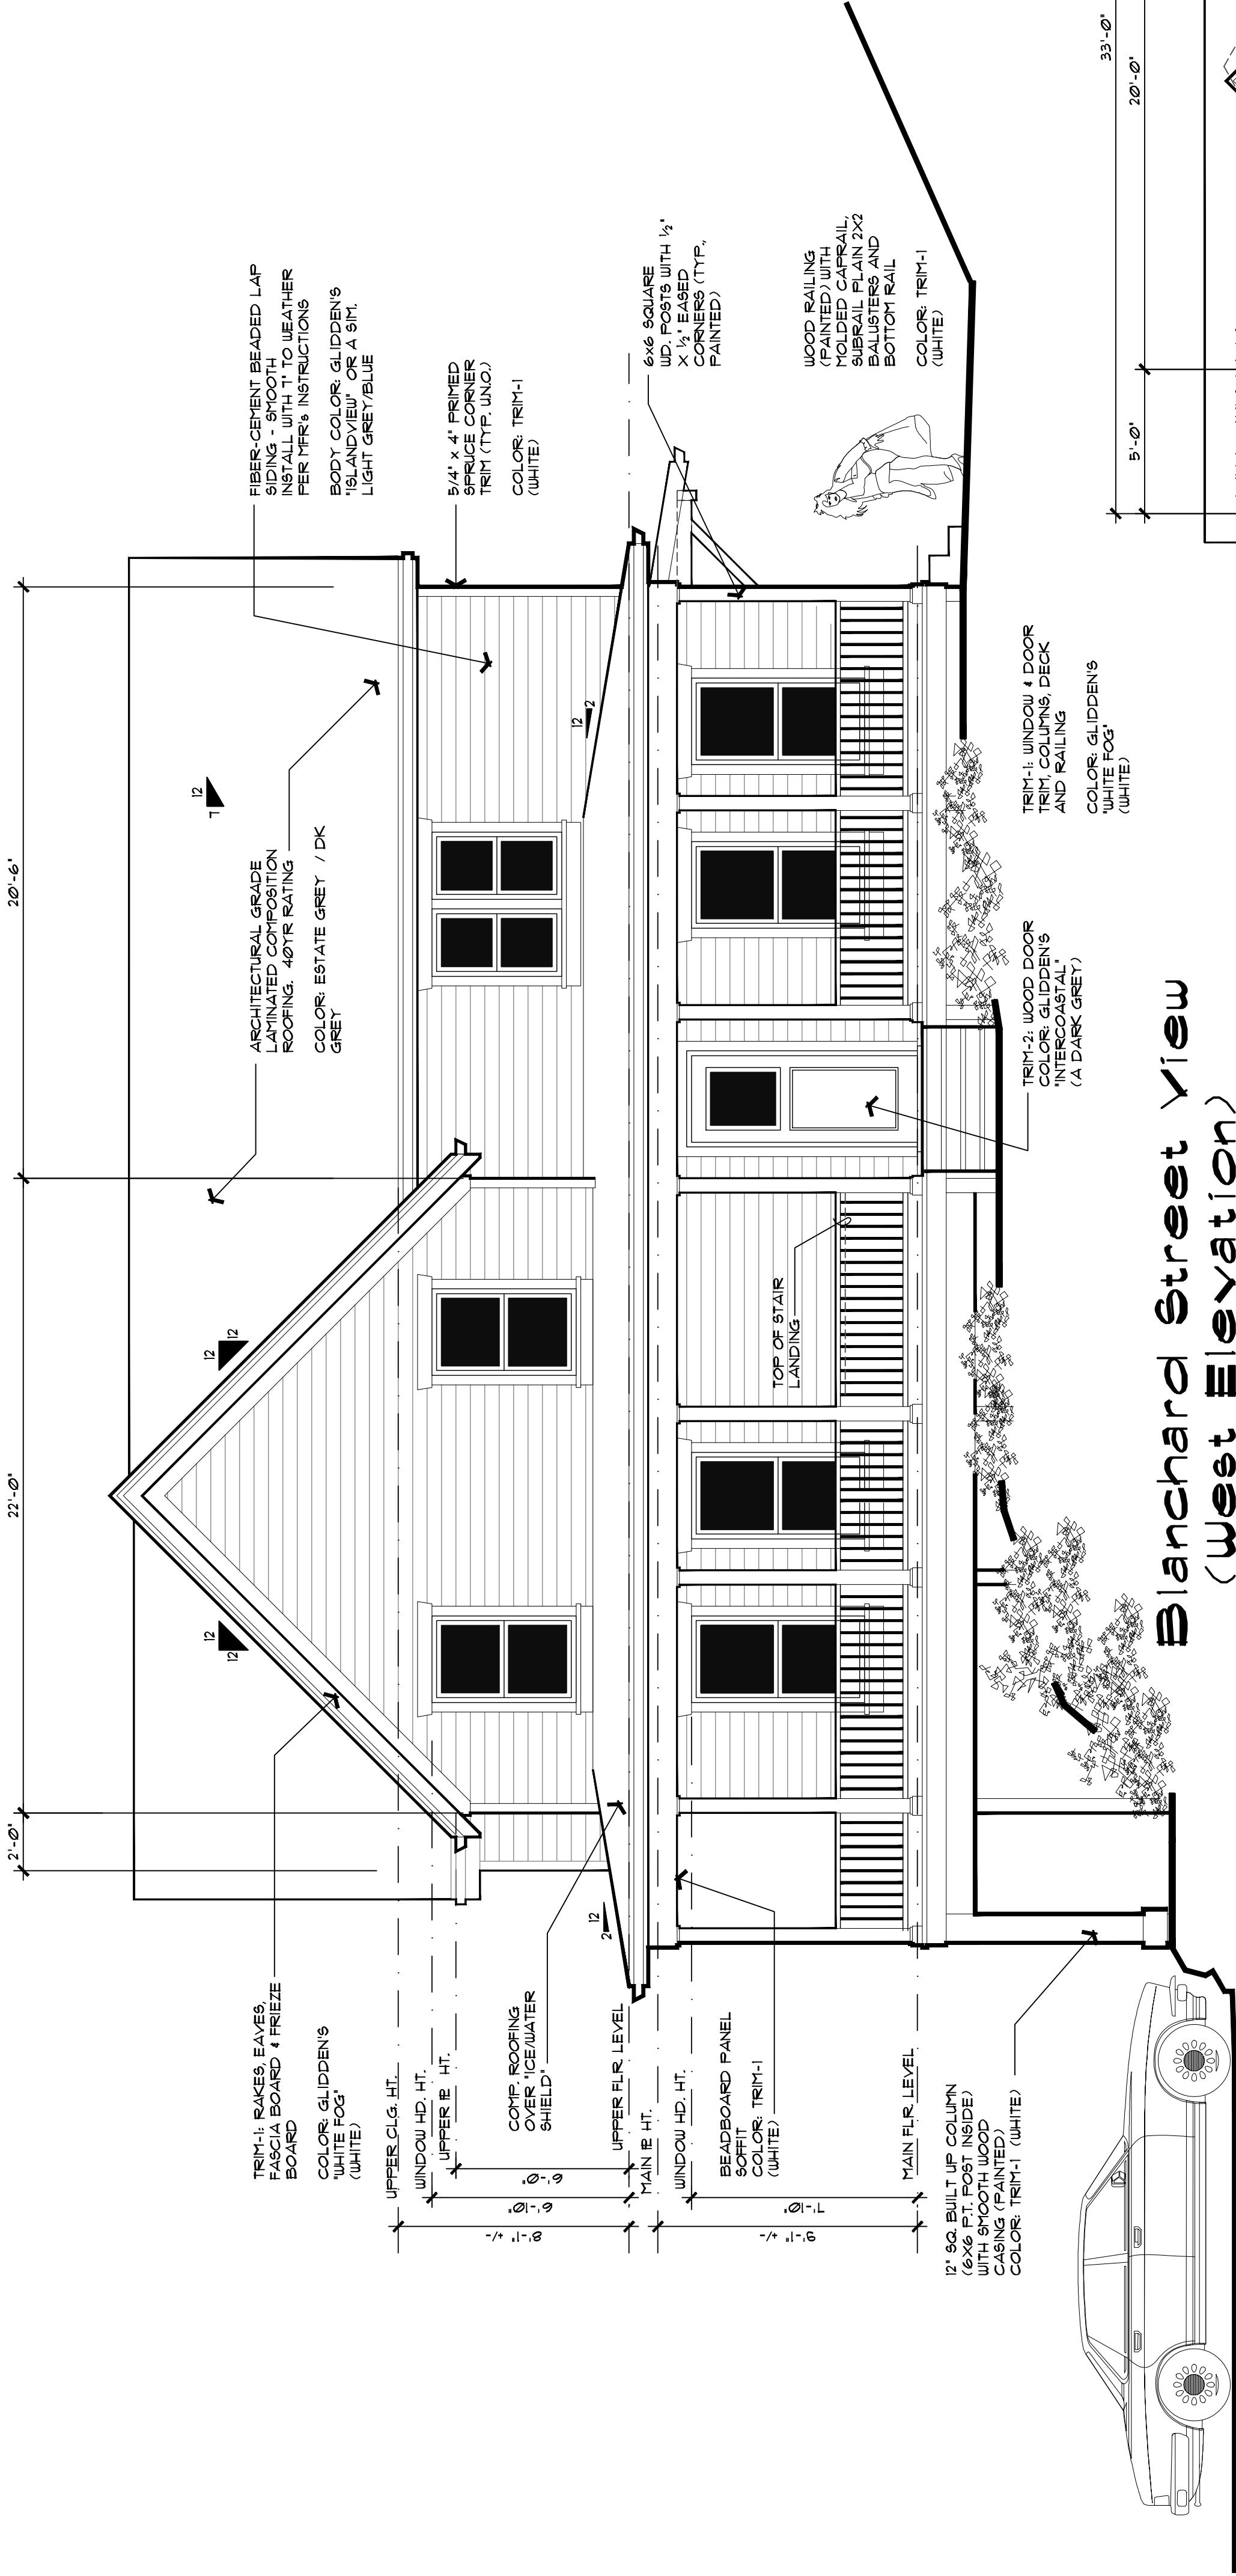 2'-0"
22'-0"
20'-6"
12
12
12
12
12
7
TRIM-1: RAKES, EAVES,
FASCIA BOARD & FRIEZE
BOARD
COLOR: GLIDDEN'S
"WHITE FOG"
(WHITE)
ARCHITECTURAL GRADE
LAMINATED COMPOSITION
ROOFING. 40YR RATING
COLOR: ESTATE GREY / DK
GREY
FIBER-CEMENT BEADED LAP
SIDING - SMOOTH
INSTALL WITH 7" TO WEATHER
PER MFR's INSTRUCTIONS
BODY COLOR: GLIDDEN'S
"ISLANDVIEW" OR A SIM.
LIGHT GREY/BLUE
5/4" x 4" PRIMED
SPRUCE CORNER
TRIM (TYP. U.N.O.)
COLOR: TRIM-1
(WHITE)
UPPER CLG. HT.
WINDOW HD. HT.
UPPER PL HT.
COMP. ROOFING
OVER "ICE/WATER
SHIELD"
UPPER FLR. LEVEL
MAIN PL HT.
WINDOW HD. HT.
8'-1" +/-
6'-10"
6'-0"
12
2
12
2
BEADBOARD PANEL
SOFFIT
COLOR: TRIM-1
(WHITE)
MAIN FLR. LEVEL
9'-1" +/-
7'-10"
TOP OF STAIR
LANDING
6x6 SQUARE
WD. POSTS WITH ½"
X ½" EASED
CORNERS (TYP.,
PAINTED)
WOOD RAILING
(PAINTED) WITH
MOLDED CAPRAIL,
SUBRAIL PLAIN 2X2
BALUSTERS AND
BOTTOM RAIL
COLOR: TRIM-1
(WHITE)
12" SQ. BUILT UP COLUMN
(6X6 P.T. POST INSIDE)
WITH SMOOTH WOOD
CASING (PAINTED)
COLOR: TRIM-1 (WHITE)
TRIM-2: WOOD DOOR
COLOR: GLIDDEN'S
"INTERCOASTAL"
(A DARK GREY)
TRIM-1: WINDOW & DOOR
TRIM, COLUMNS, DECK
AND RAILING
COLOR: GLIDDEN'S
"WHITE FOG"
(WHITE)
33'-0"
5'-0"
20'-0"
Blanchard Street View
(West Elevation)